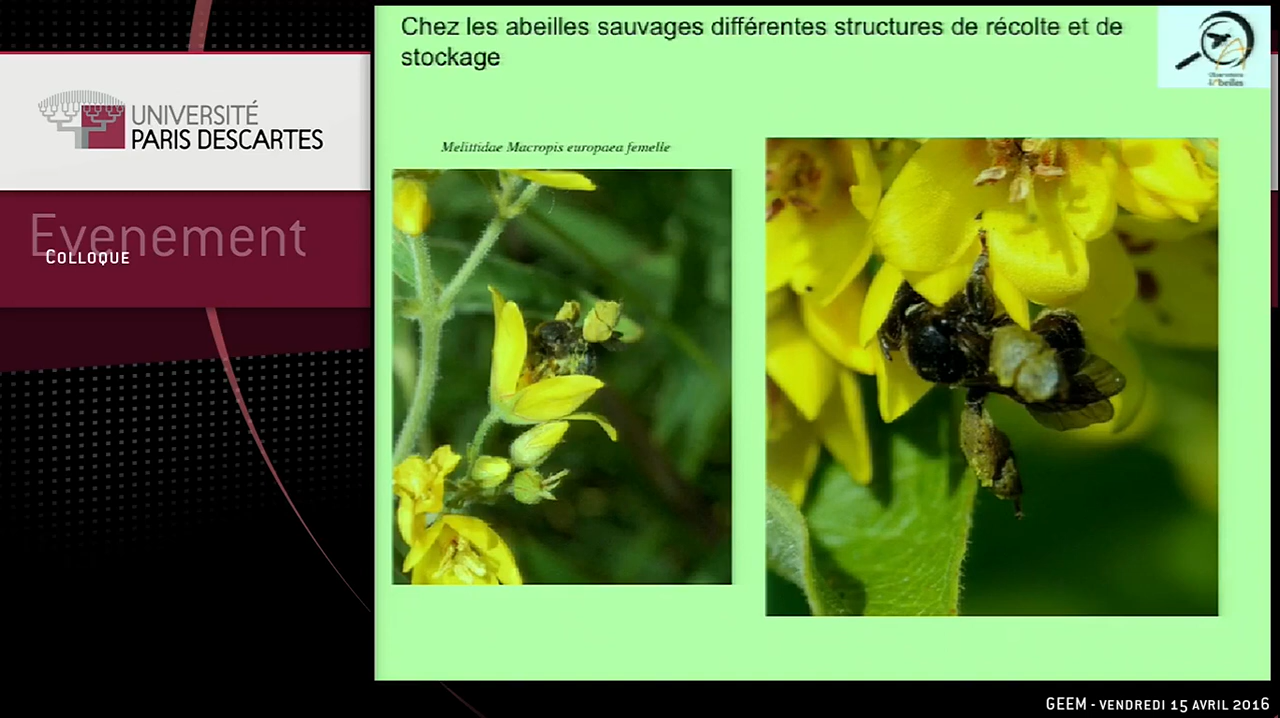 Chez les abeilles sauvages différentes structures de récolte et de
stockage
UNIVERSITÉ
PARIS DESCARTES
Melittidae Macropis europaea femelle
Evenement
COLLOQUE
GEEM - VENDREDI 15 AVRIL 2016